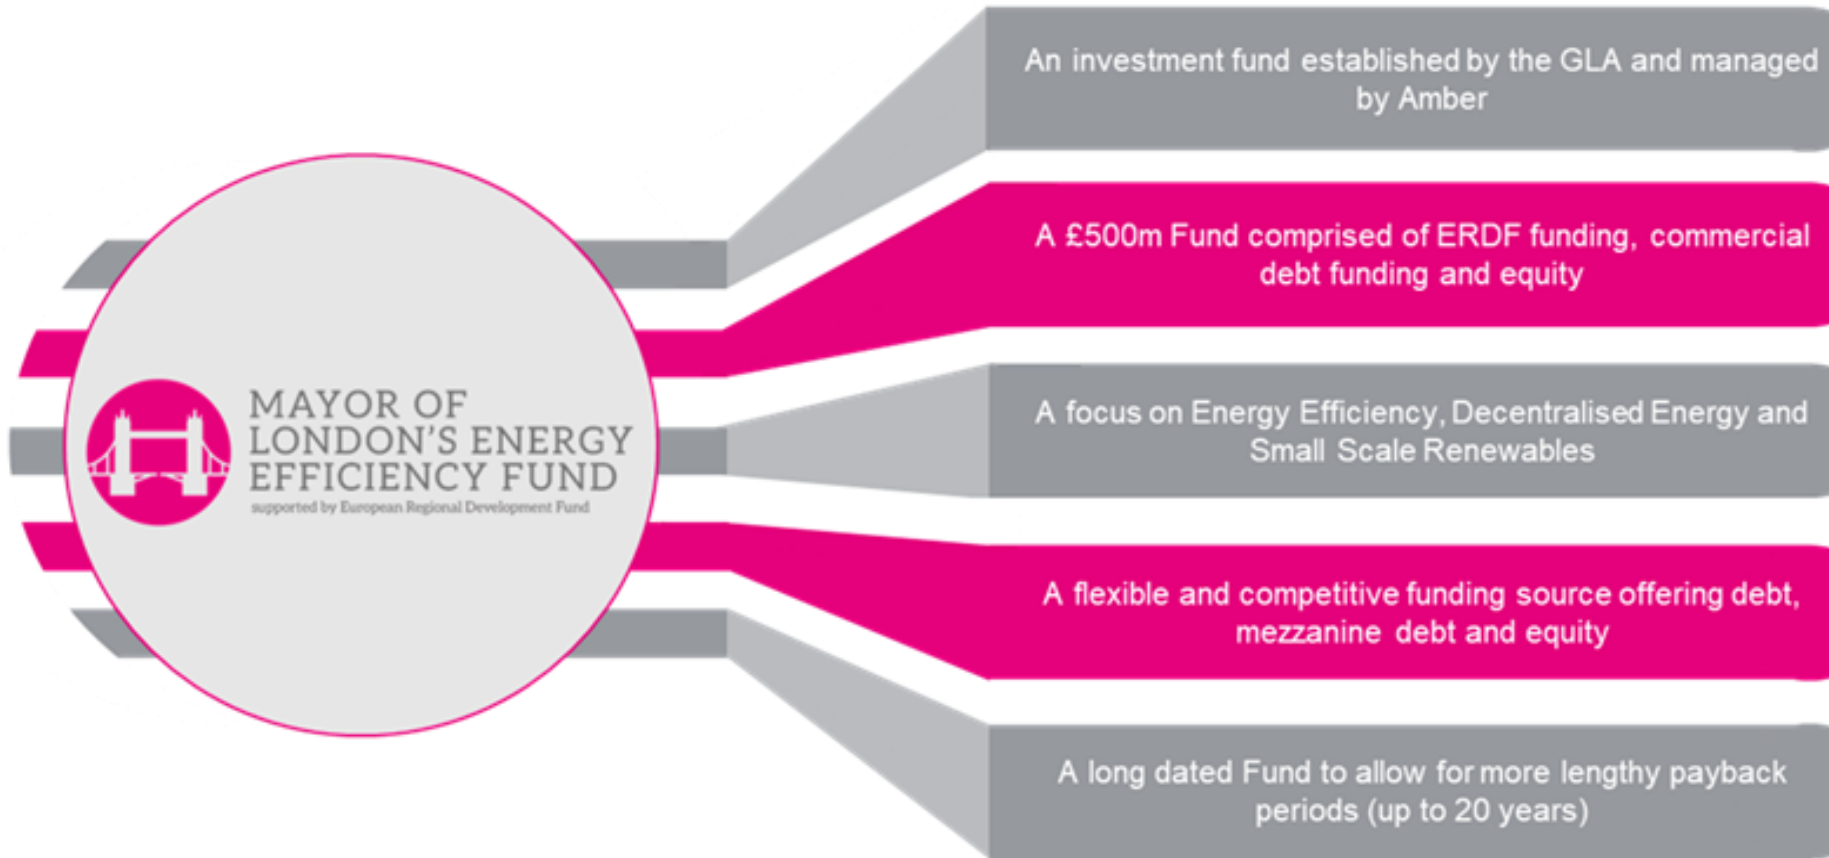 MAYOR OF
LONDON'S ENERGY
EFFICIENCY FUND
supported by European Regional Development Fund
An investment fund established by the GLA and managed
by Amber
A £500m Fund comprised of ERDF funding, commercial
debt funding and equity
A focus on Energy Efficiency, Decentralised Energy and
Small Scale Renewables
A flexible and competitive funding source offering debt,
mezzanine debt and equity
A long dated Fund to allow for more lengthy payback
periods (up to 20 years)